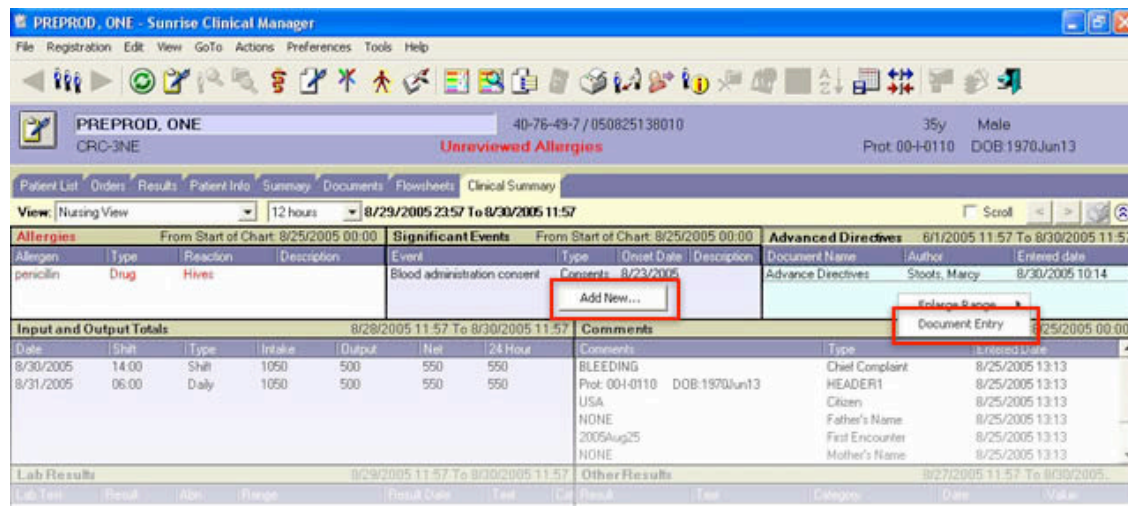 PREPROD, ONE - Sunrise Clinical Manager
File Registration Edit View GoTo Actions Preferences Tools Help
PREPROD, ONE 40-76-49-7 / 050825138010 35y Male
CRC-3NE Unreviewed Allergies Prot: 00-I-0110 DOB:1970Jun13
Patient List Orders Results Patient Info Summary Documents Flowsheets Clinical Summary
View: Nursing View 12 hours 8/29/2005 23:57 To 8/30/2005 11:57 Scroll < >
Allergies From Start of Chart: 8/25/2005 00:00 Significant Events From Start of Chart: 8/25/2005 00:00 Advanced Directives 6/1/2005 11:57 To 8/30/2005 11:57
Allergen Type Reaction Description Event Type Onset Date Description Document Name Author Entered date
penicillin Drug Hives Blood administration consent Consents 8/23/2005 Advance Directives Stoots, Marcy 8/30/2005 10:14
Add New... Enlarge Range
Document Entry
Input and Output Totals 8/28/2005 11:57 To 8/30/2005 11:57 Comments 8/25/2005 00:00
Date Shift Type Intake Output Net 24 Hour Comments Type Entered Date
8/30/2005 14:00 Shift 1050 500 550 550 BLEEDING Chief Complaint 8/25/2005 13:13
8/31/2005 06:00 Daily 1050 500 550 550 Prot: 00-I-0110 DOB:1970Jun13 HEADER1 8/25/2005 13:13
USA Citizen 8/25/2005 13:13
NONE Father's Name 8/25/2005 13:13
2005Aug25 First Encounter 8/25/2005 13:13
NONE Mother's Name 8/25/2005 13:13
Lab Results 8/29/2005 11:57 To 8/30/2005 11:57 Other Results 8/27/2005 11:57 To 8/30/2005...
Lab Test Result Abn Range Result Date Text Result Text Category Date Value